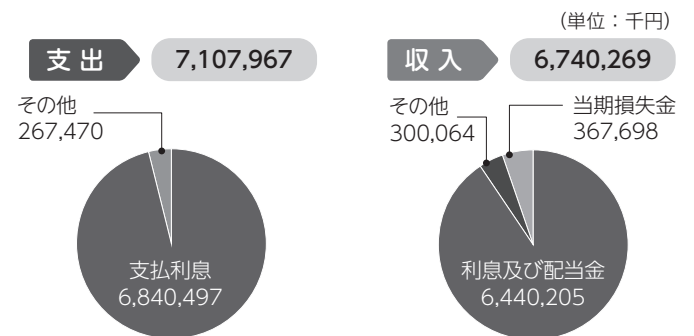 (単位：千円)
支出 7,107,967
その他
267,470
支払利息
6,840,497
収入 6,740,269
その他
300,064
当期損失金
367,698
利息及び配当金
6,440,205